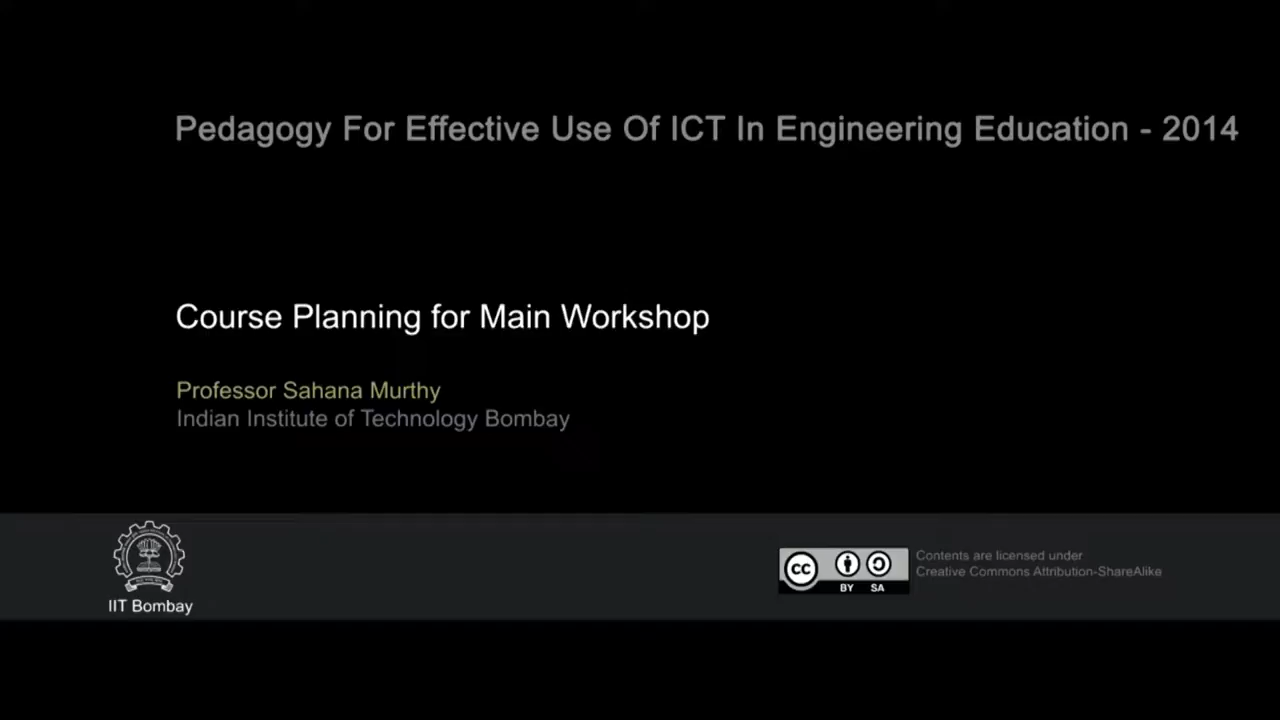 Pedagogy For Effective Use Of ICT In Engineering Education - 2014
Course Planning for Main Workshop
Professor Sahana Murthy
Indian Institute of Technology Bombay
IIT Bombay
cc
BY SA
Contents are licensed under
Creative Commons Attribution-ShareAlike